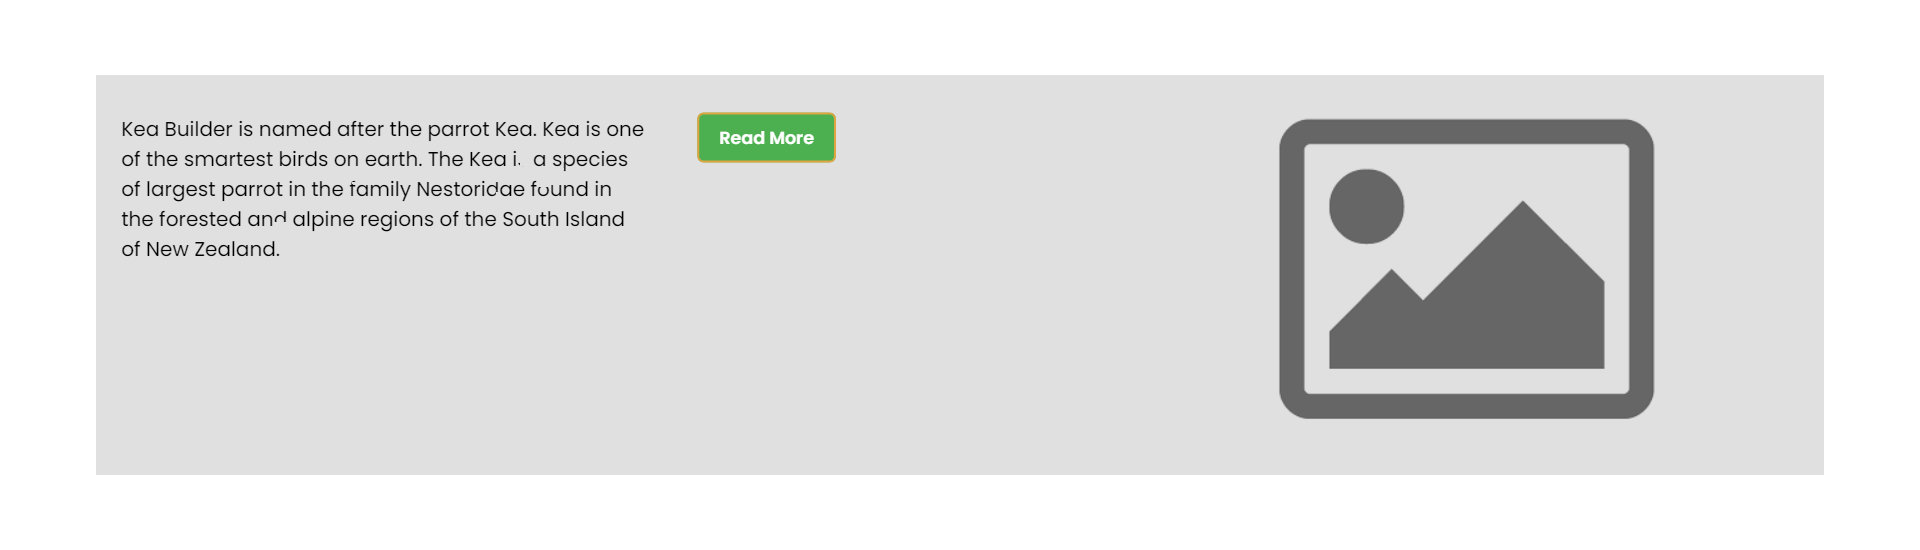 Kea Builder is named after the parrot Kea. Kea is one
of the smartest birds on earth. The Kea a species
of largest parrot in the family Nestoridae found in
the forested and alpine regions of the South Island
of New Zealand.
Read More